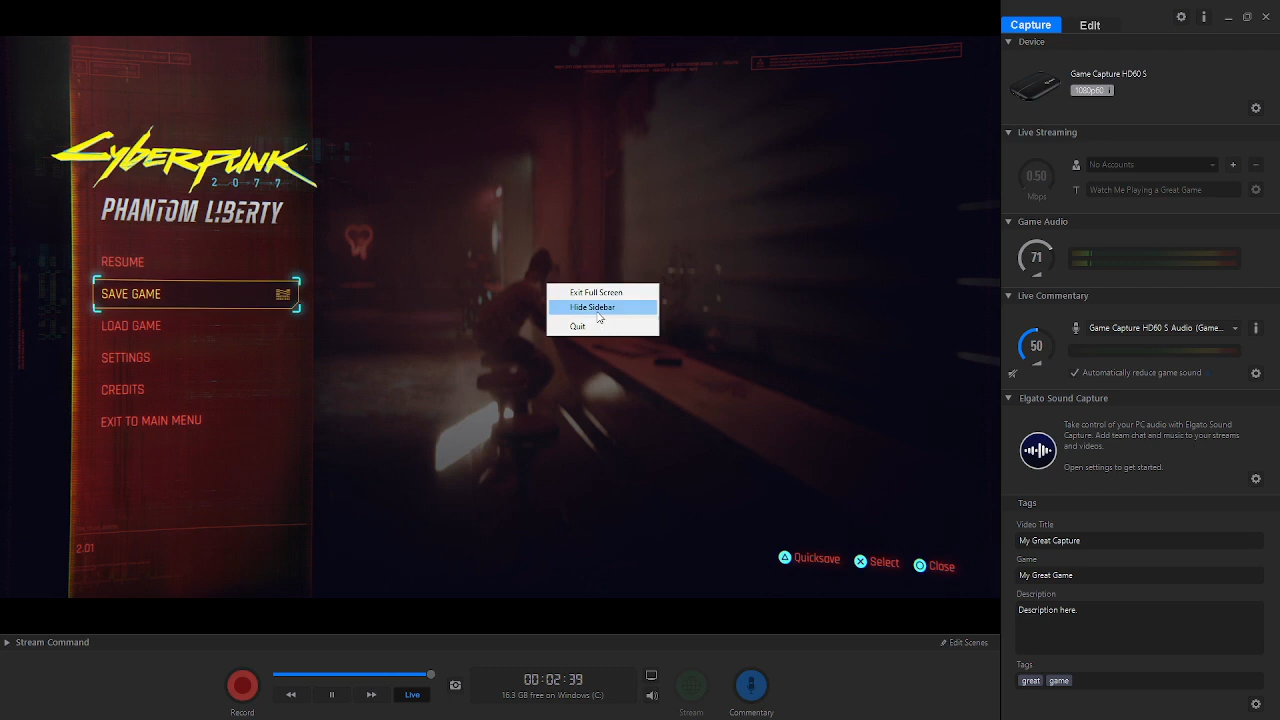 CYBERPUNK
2077
PHANTOM L!BERTY
RESUME
SAVE GAME
LOAD GAME
SETTINGS
CREDITS
EXIT TO MAIN MENU
2.01
Exit Full Screen
Hide Sidebar
Quit
Quicksave
Select
Close
Stream Command
Edit Scenes
Record
Live
00:02:39
16.3 GB free on Windows (C:)
Stream
Commentary
Capture
Edit
Device
Game Capture HD60 S
1080p60
Live Streaming
0.50
Mbps
No Accounts
Watch Me Playing a Great Game
Game Audio
71
Live Commentary
50
Game Capture HD60 S Audio (Game...
Automatically reduce game sound
Elgato Sound Capture
Take control of your PC audio with Elgato Sound
Capture. Add team chat and music to your streams
and videos.
Open settings to get started.
Tags
Video Title
My Great Capture
Game
My Great Game
Description
Description here.
Tags
great game